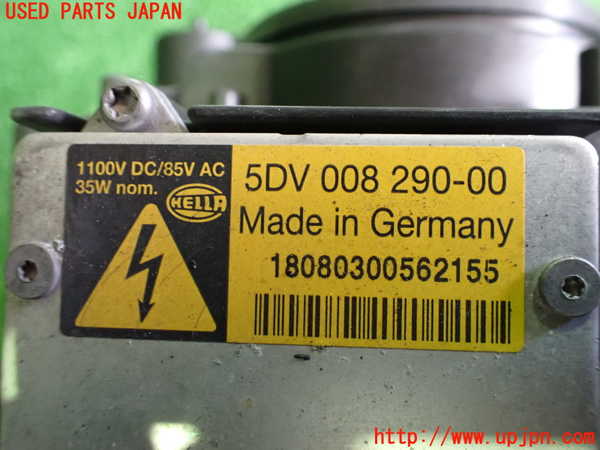 USED PARTS JAPAN
1100V DC/85V AC
35W nom.
HELLA
5DV 008 290-00
Made in Germany
18080300562155
http://www.upjpn.com